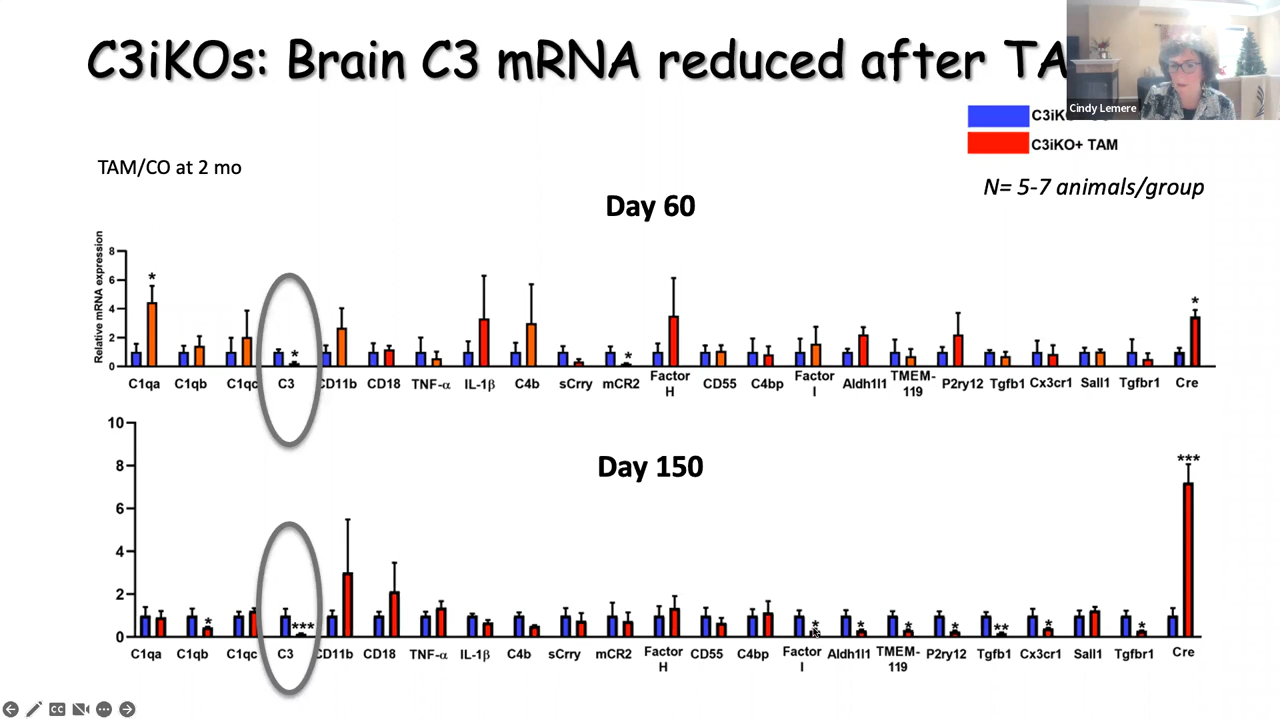 C3iKOs: Brain C3 mRNA reduced after TA
Cindy Lemere
C3iK
C3iKO+ TAM
TAM/CO at 2 mo
N= 5-7 animals/group
Day 60
Relative mRNA expression
8
6
4
2
0
* * * *
C1qa C1qb C1qc C3 CD11b CD18 TNF-α IL-1β C4b sCrry mCR2 Factor H CD55 C4bp Factor I Aldh1l1 TMEM-119 P2ry12 Tgfb1 Cx3cr1 Sall1 Tgfbr1 Cre
Day 150
10
8
6
4
2
0
* *** * * * * ** * * ***
C1qa C1qb C1qc C3 CD11b CD18 TNF-α IL-1β C4b sCrry mCR2 Factor H CD55 C4bp Factor I Aldh1l1 TMEM-119 P2ry12 Tgfb1 Cx3cr1 Sall1 Tgfbr1 Cre
CC